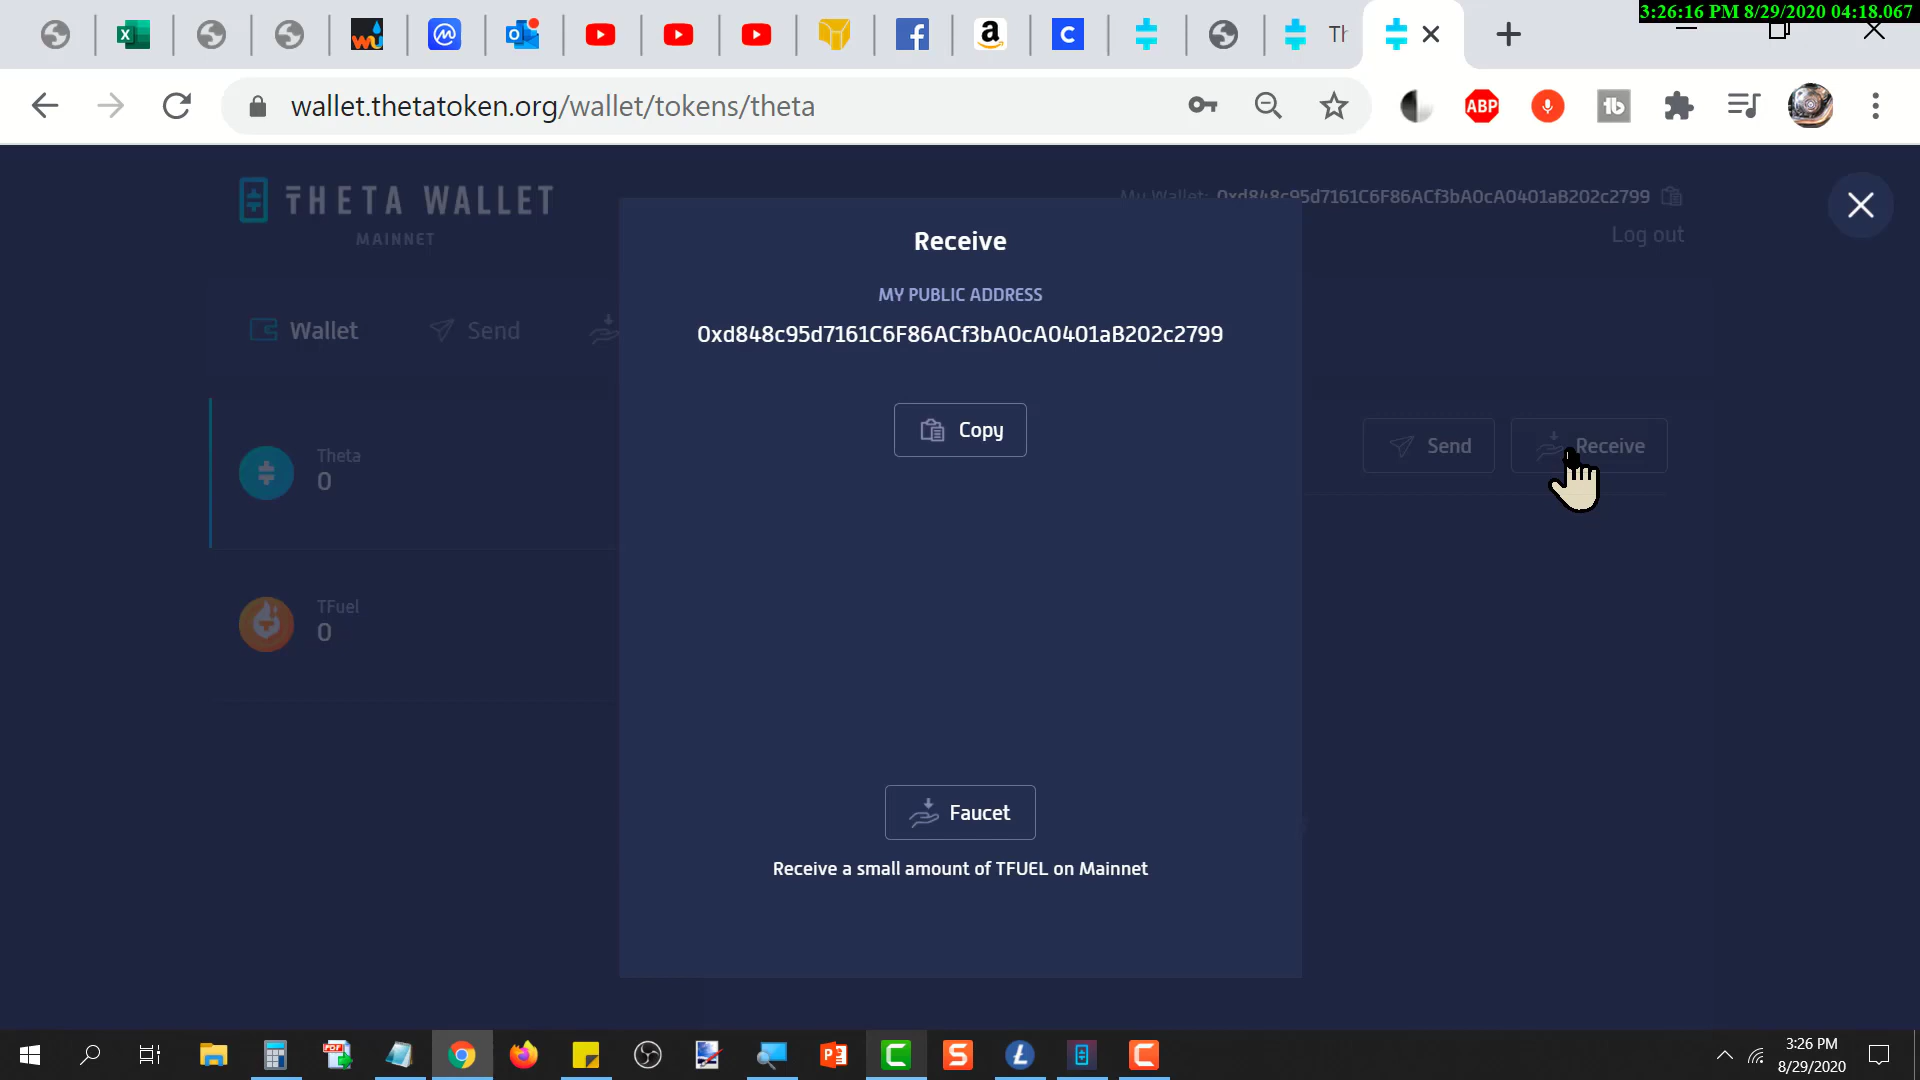 3:26:16 PM 8/29/2020 04:18.067
Th
wallet.thetatoken.org/wallet/tokens/theta
ABP
THETA WALLET
MAINNET
My Wallet: 0xd848c95d7161C6F86ACf3bA0cA0401aB202c2799
Log out
Receive
MY PUBLIC ADDRESS
0xd848c95d7161C6F86ACf3bA0cA0401aB202c2799
Wallet
Send
Copy
Send
Receive
Theta
0
TFuel
0
Faucet
Receive a small amount of TFUEL on Mainnet
3:26 PM
8/29/2020